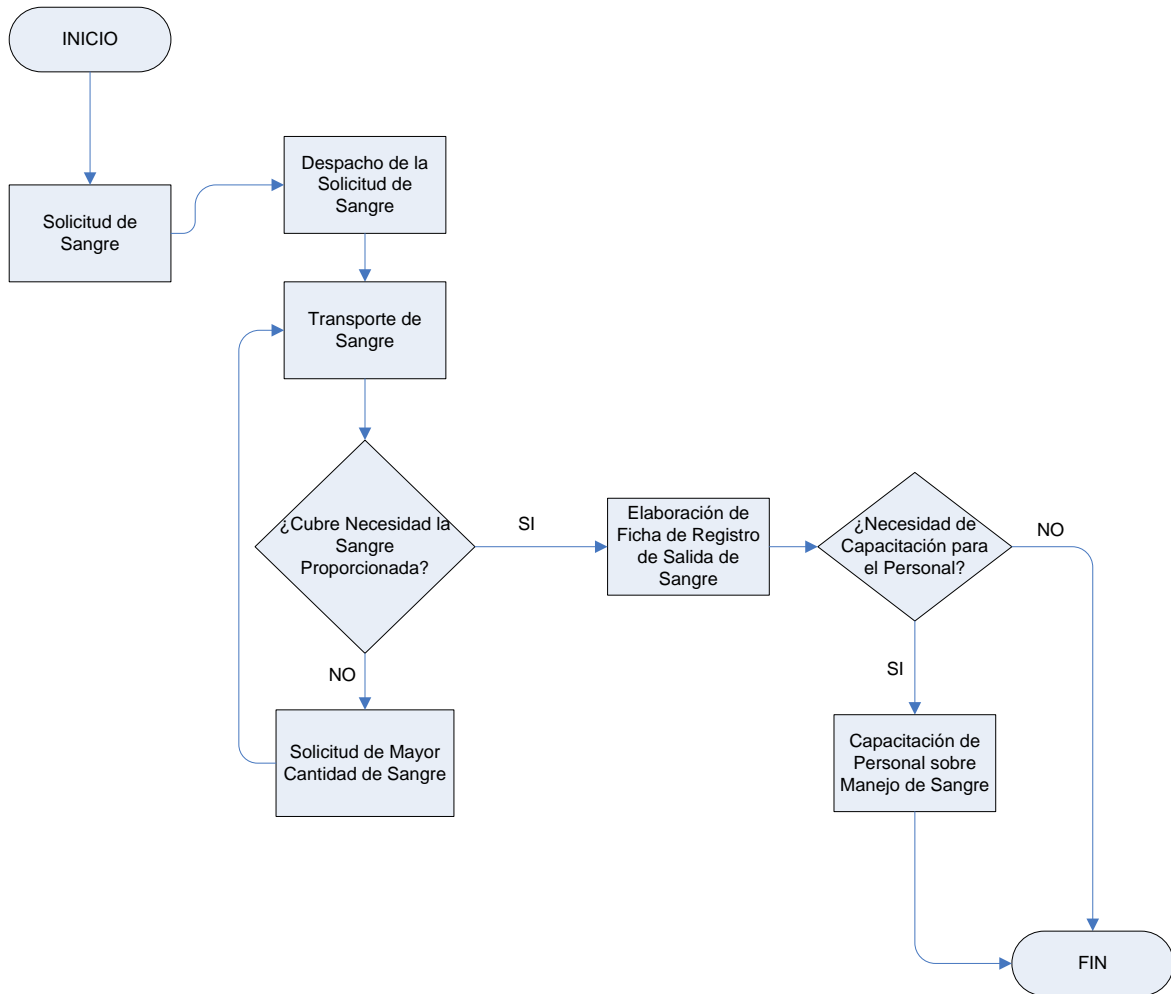 INICIO
Solicitud de
Sangre
Despacho de la
Solicitud de
Sangre
Transporte de
Sangre
¿Cubre Necesidad la
Sangre
Proporcionada?
SI
NO
Solicitud de Mayor
Cantidad de Sangre
Elaboración de
Ficha de Registro
de Salida de
Sangre
¿Necesidad de
Capacitación para
el Personal?
NO
SI
Capacitación de
Personal sobre
Manejo de Sangre
FIN